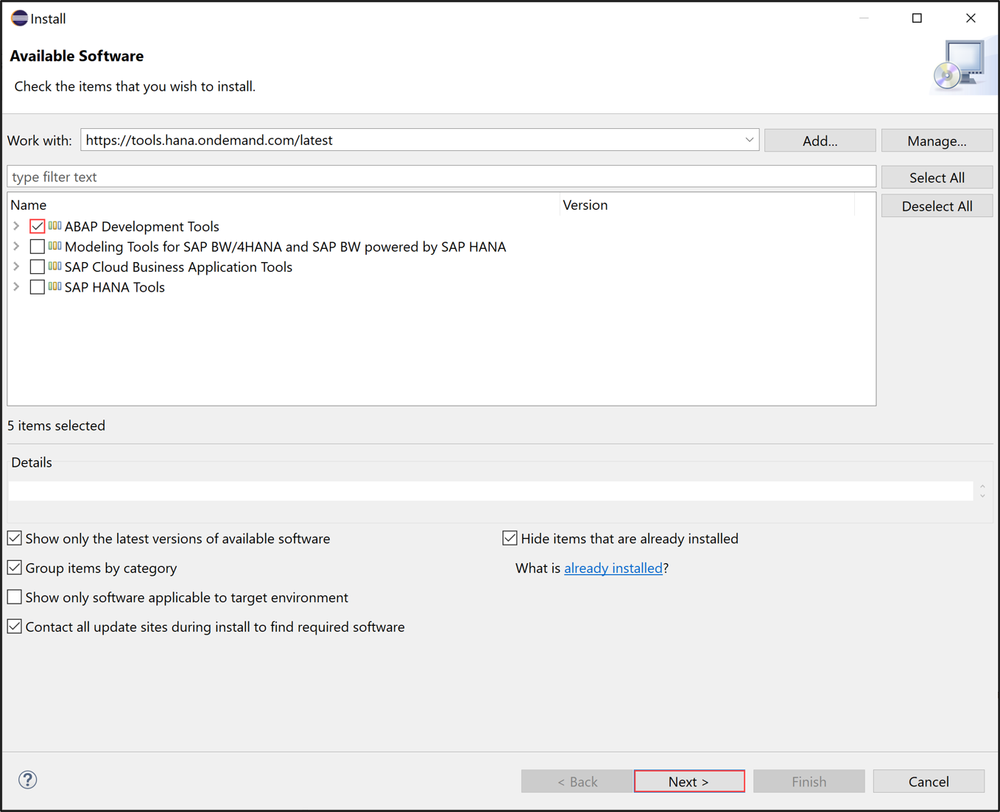 Install
Available Software
Check the items that you wish to install.
Work with: https://tools.hana.ondemand.com/latest Add... Manage...
type filter text Select All
Name Version Deselect All
ABAP Development Tools
Modeling Tools for SAP BW/4HANA and SAP BW powered by SAP HANA
SAP Cloud Business Application Tools
SAP HANA Tools
5 items selected
Details
Show only the latest versions of available software Hide items that are already installed
Group items by category What is already installed?
Show only software applicable to target environment
Contact all update sites during install to find required software
? < Back Next > Finish Cancel